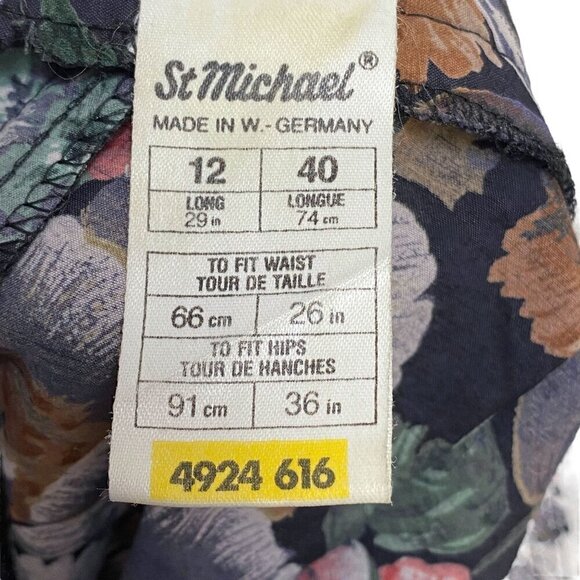 St Michael®
MADE IN W.-GERMANY
12 40
LONG LONGUE
29 in 74 cm
TO FIT WAIST
TOUR DE TAILLE
66 cm 26 in
TO FIT HIPS
TOUR DE HANCHES
91 cm 36 in
4924 616